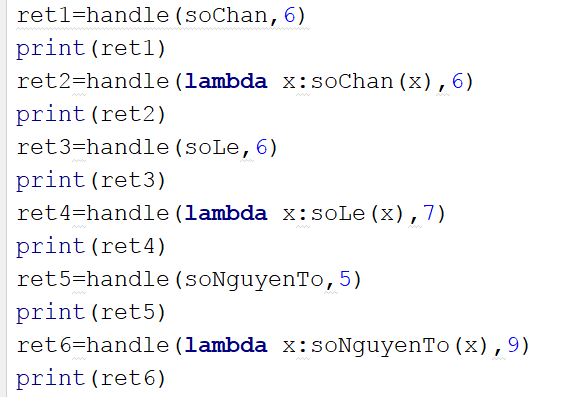 ret1=handle(soChan,6)
print(ret1)
ret2=handle(lambda x:soChan(x),6)
print(ret2)
ret3=handle(soLe,6)
print(ret3)
ret4=handle(lambda x:soLe(x),7)
print(ret4)
ret5=handle(soNguyenTo,5)
print(ret5)
ret6=handle(lambda x:soNguyenTo(x),9)
print(ret6)